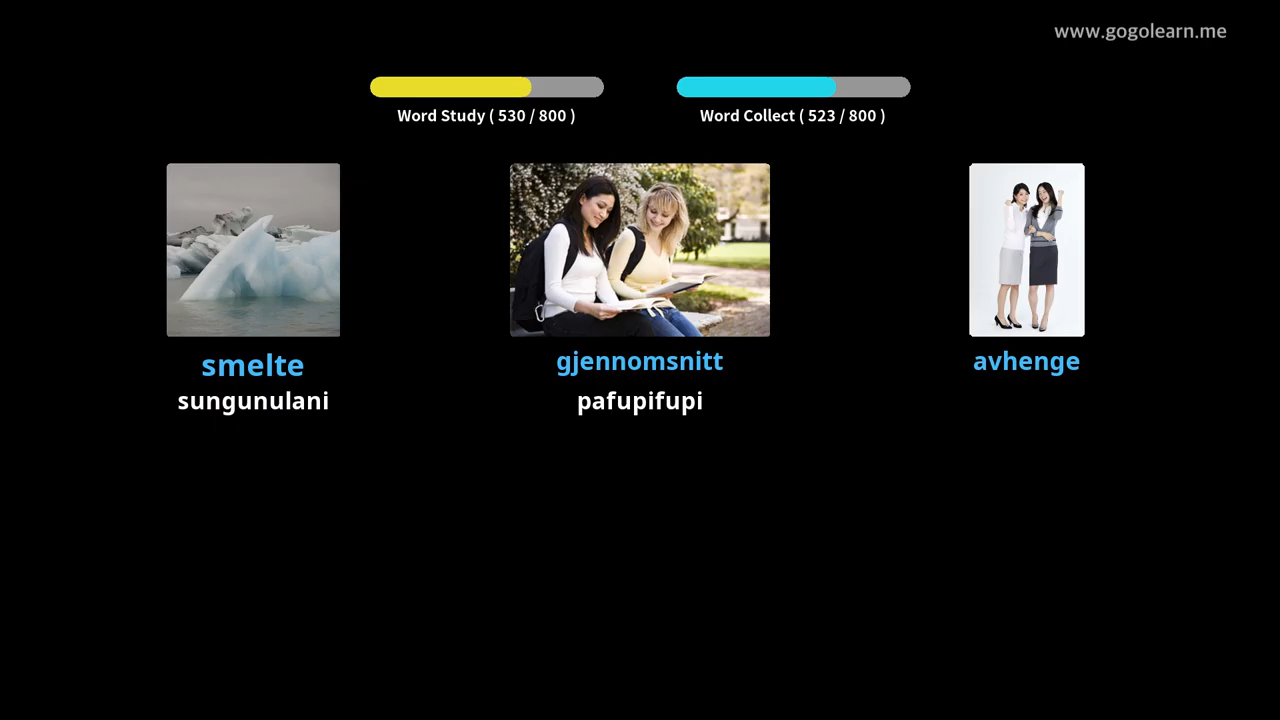 www.gogolearn.me
Word Study ( 530 / 800 )
Word Collect ( 523 / 800 )
smelte
gjennomsnitt
avhenge
sungunulani
pafupifupi